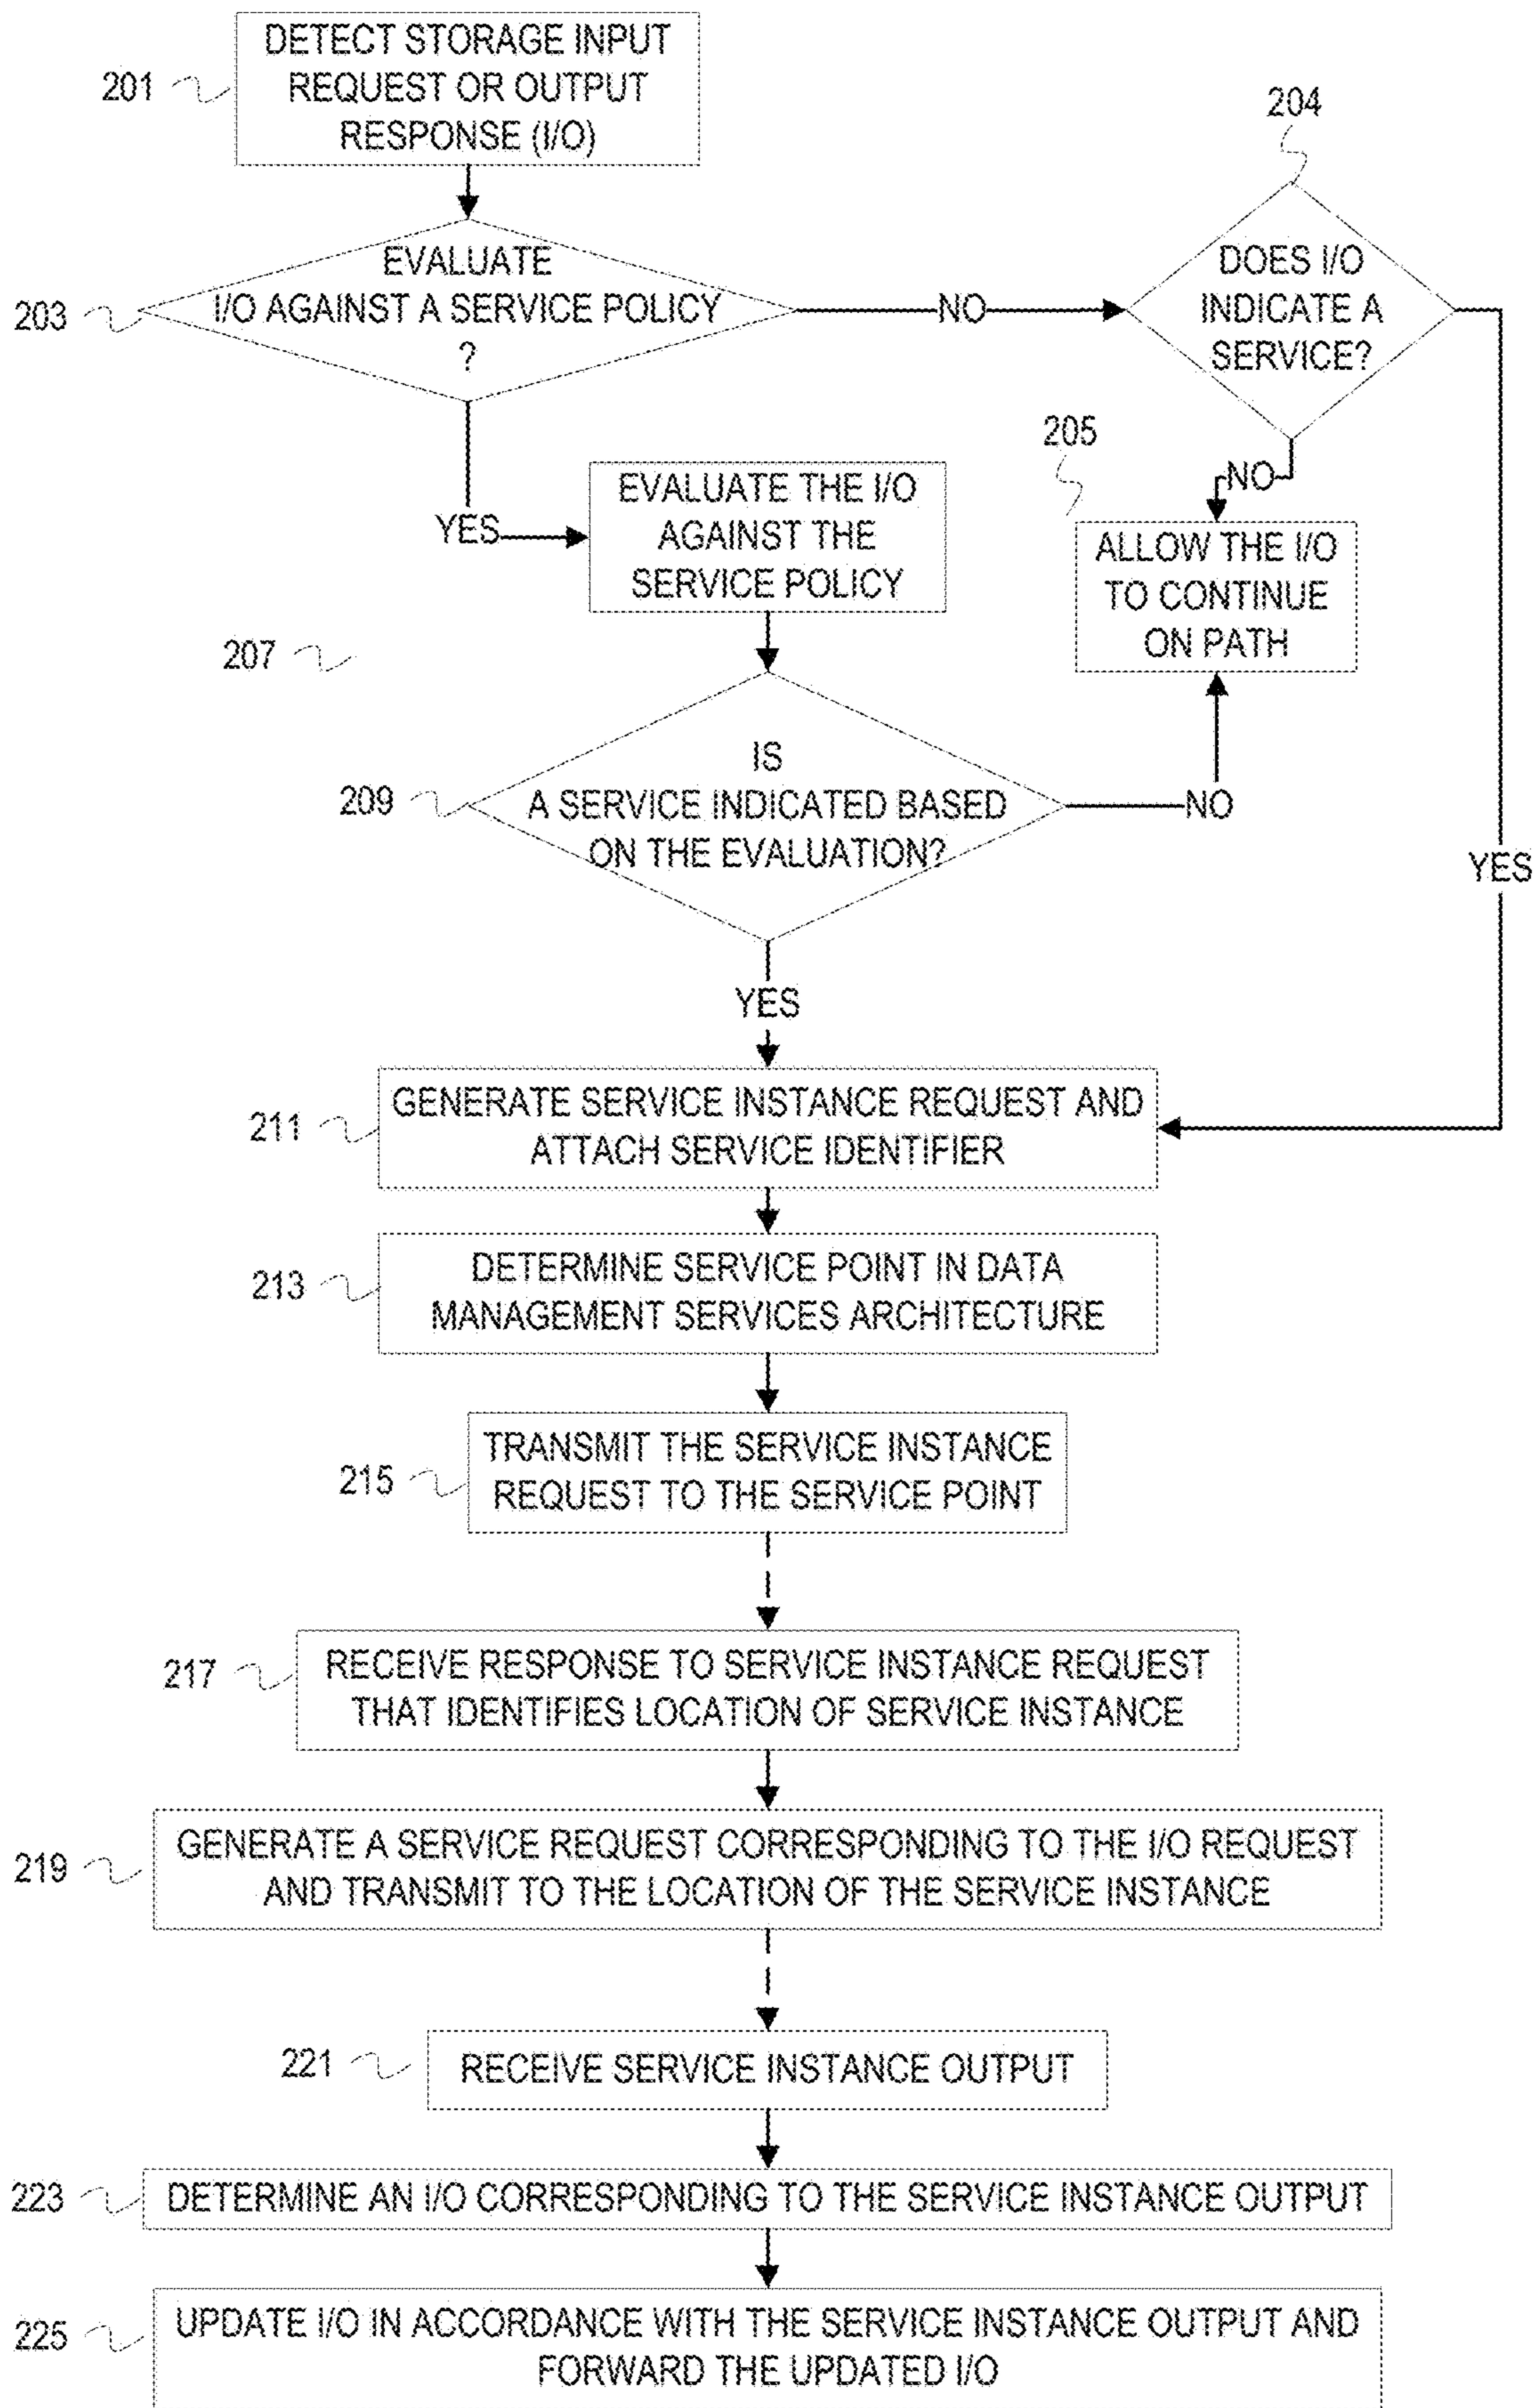 DETECT STORAGE INPUT
REQUEST OR OUTPUT
RESPONSE (I/O)
201
204
EVALUATE
I/O AGAINST A SERVICE POLICY
?
203
NO
DOES I/O
INDICATE A
SERVICE?
205
NO
YES
EVALUATE THE I/O
AGAINST THE
SERVICE POLICY
ALLOW THE I/O
TO CONTINUE
ON PATH
207
IS
A SERVICE INDICATED BASED
ON THE EVALUATION?
209
NO
YES
YES
GENERATE SERVICE INSTANCE REQUEST AND
ATTACH SERVICE IDENTIFIER
211
DETERMINE SERVICE POINT IN DATA
MANAGEMENT SERVICES ARCHITECTURE
213
TRANSMIT THE SERVICE INSTANCE
REQUEST TO THE SERVICE POINT
215
RECEIVE RESPONSE TO SERVICE INSTANCE REQUEST
THAT IDENTIFIES LOCATION OF SERVICE INSTANCE
217
GENERATE A SERVICE REQUEST CORRESPONDING TO THE I/O REQUEST
AND TRANSMIT TO THE LOCATION OF THE SERVICE INSTANCE
219
221
RECEIVE SERVICE INSTANCE OUTPUT
223
DETERMINE AN I/O CORRESPONDING TO THE SERVICE INSTANCE OUTPUT
UPDATE I/O IN ACCORDANCE WITH THE SERVICE INSTANCE OUTPUT AND
FORWARD THE UPDATED I/O
225